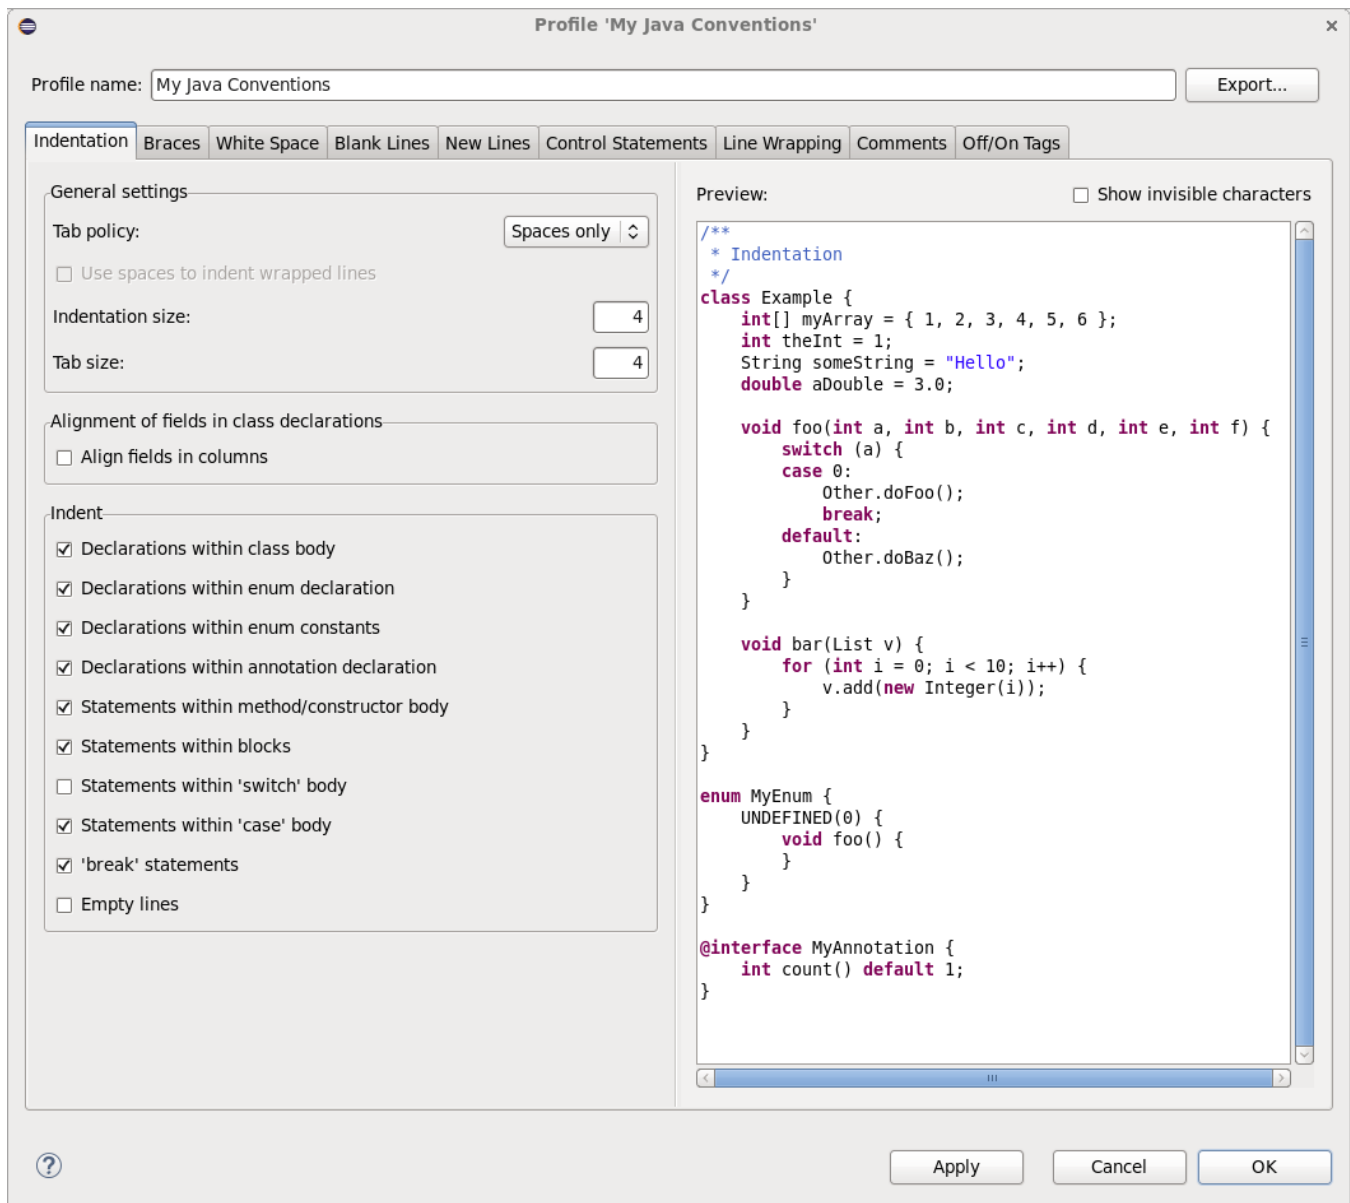 Profile 'My Java Conventions'
Profile name: My Java Conventions Export...
Indentation Braces White Space Blank Lines New Lines Control Statements Line Wrapping Comments Off/On Tags
General settings
Tab policy: Spaces only
Use spaces to indent wrapped lines
Indentation size: 4
Tab size: 4
Alignment of fields in class declarations
Align fields in columns
Indent
Declarations within class body
Declarations within enum declaration
Declarations within enum constants
Declarations within annotation declaration
Statements within method/constructor body
Statements within blocks
Statements within 'switch' body
Statements within 'case' body
'break' statements
Empty lines
Preview: Show invisible characters
/**
 * Indentation
 */
class Example {
    int[] myArray = { 1, 2, 3, 4, 5, 6 };
    int theInt = 1;
    String someString = "Hello";
    double aDouble = 3.0;

    void foo(int a, int b, int c, int d, int e, int f) {
        switch (a) {
        case 0:
            Other.doFoo();
            break;
        default:
            Other.doBaz();
        }
    }

    void bar(List v) {
        for (int i = 0; i < 10; i++) {
            v.add(new Integer(i));
        }
    }
}

enum MyEnum {
    UNDEFINED(0) {
        void foo() {
        }
    }
}

@interface MyAnnotation {
    int count() default 1;
}
? Apply Cancel OK